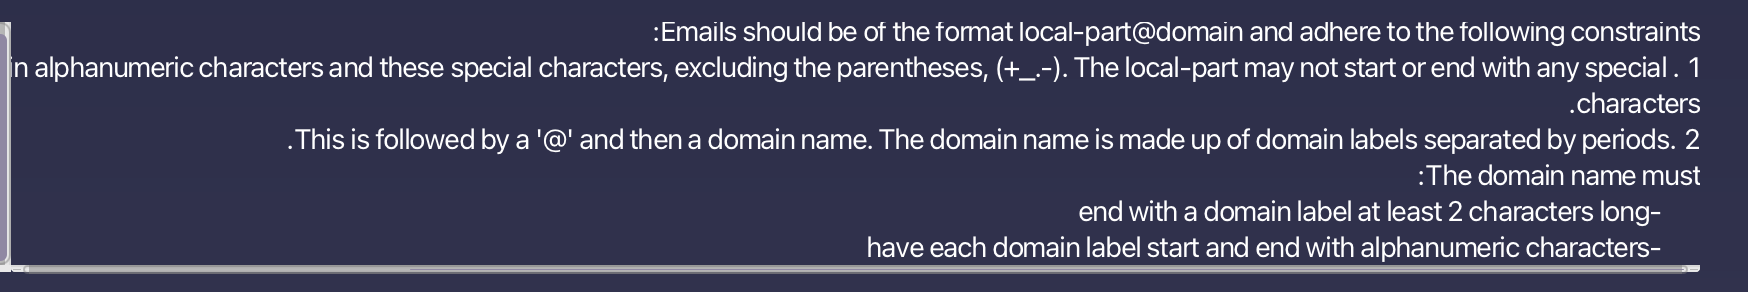 :Emails should be of the format local-part@domain and adhere to the following constraints
alphanumeric characters and these special characters, excluding the parentheses, (+_.-). The local-part may not start or end with any special . 1
.characters
.This is followed by a '@' and then a domain name. The domain name is made up of domain labels separated by periods. 2
:The domain name must
end with a domain label at least 2 characters long-
have each domain label start and end with alphanumeric characters-